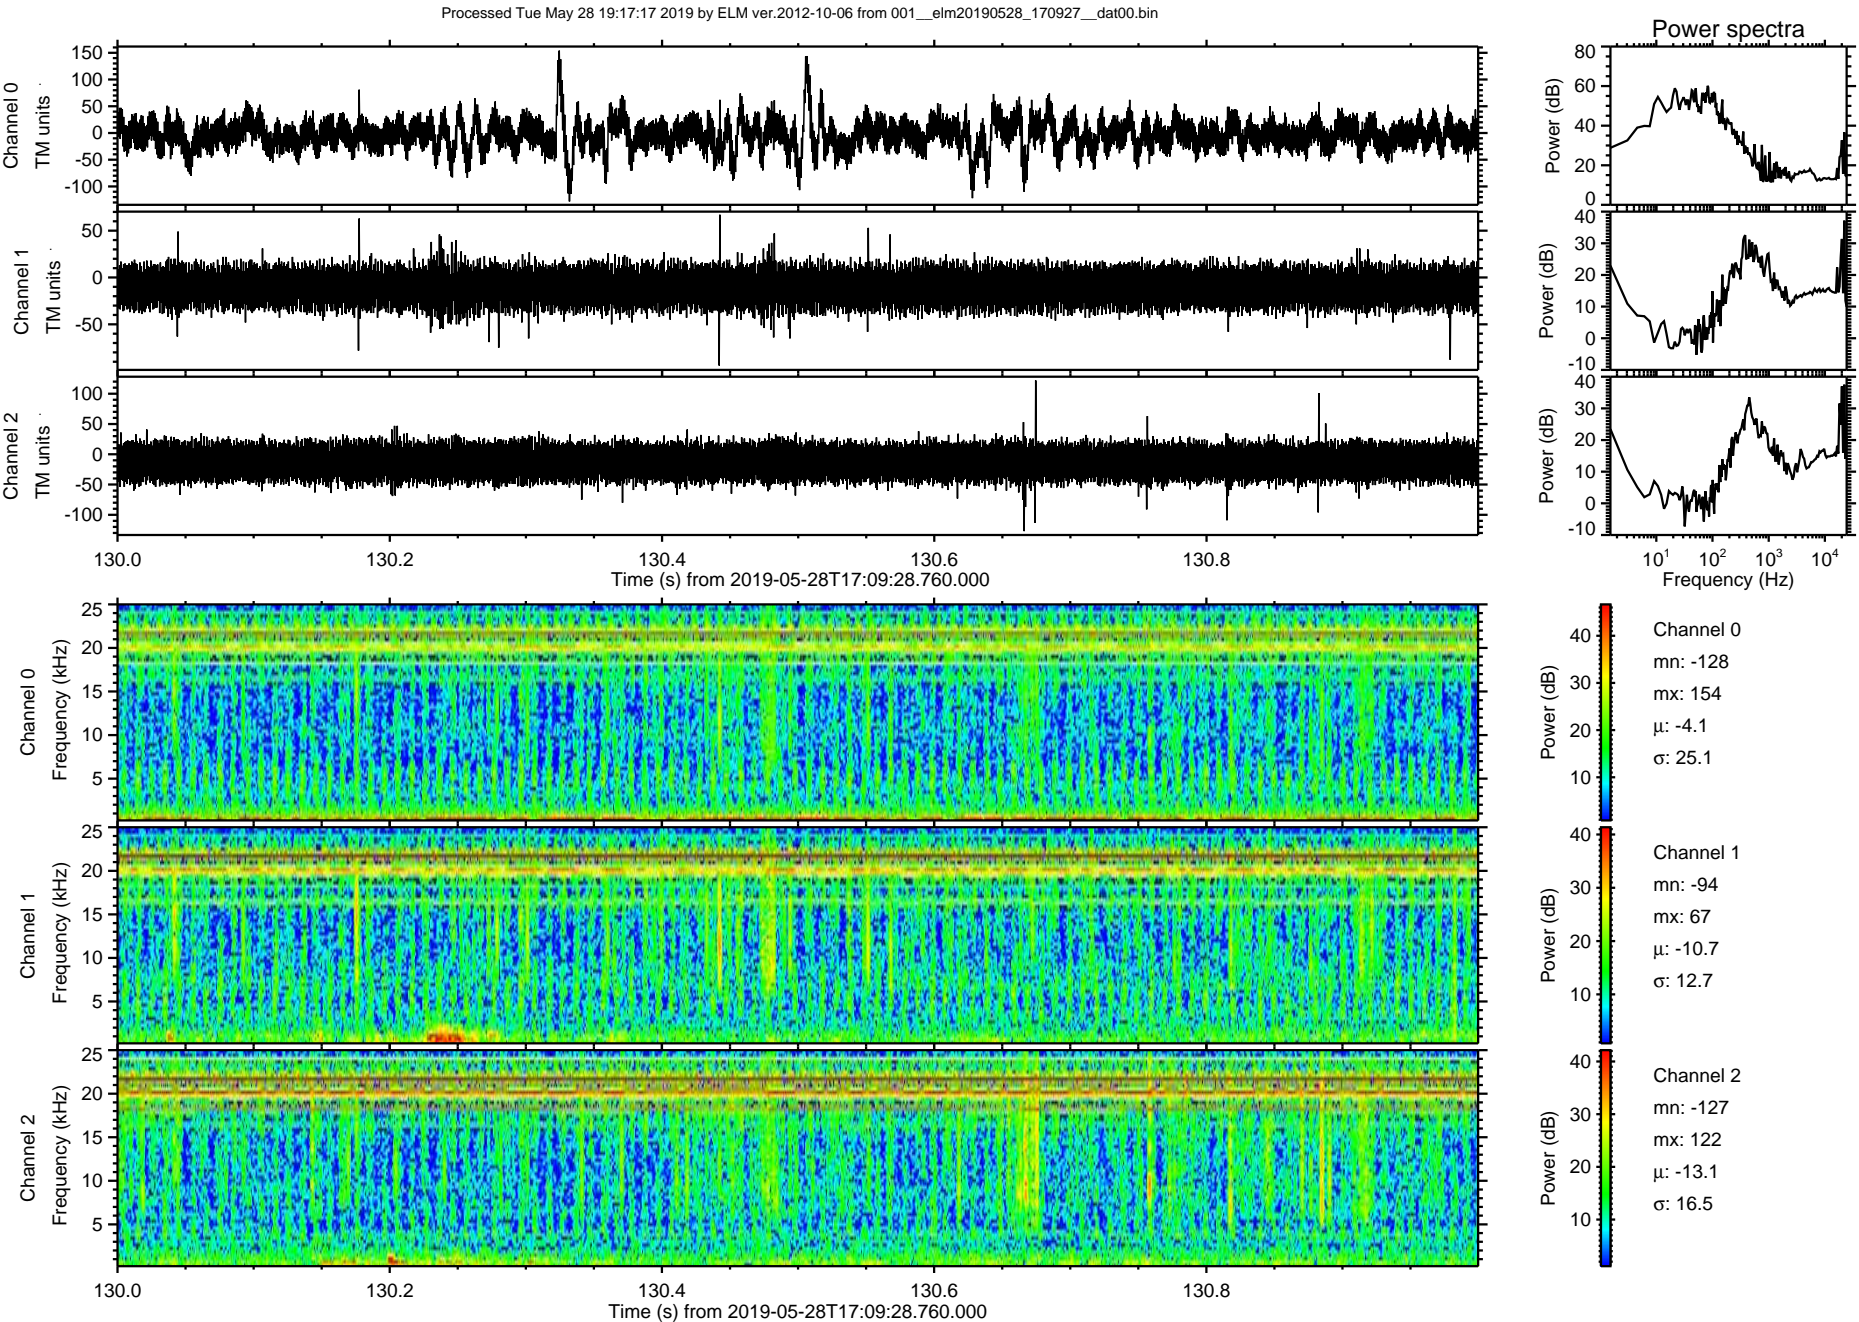 Processed Tue May 28 19:17:17 2019 by ELM ver.2012-10-06 from 001__elm20190528_170927__dat00.bin
Power spectra
Channel 0
TM units
150
100
50
0
-50
-100
Power (dB)
80
60
40
20
0
Channel 1
TM units
50
0
-50
Power (dB)
40
30
20
10
0
-10
Channel 2
TM units
100
50
0
-50
-100
Power (dB)
40
30
20
10
0
-10
130.0 130.2 130.4 130.6 130.8
Time (s) from 2019-05-28T17:09:28.760.000
10¹ 10² 10³ 10⁴
Frequency (Hz)
Channel 0
Frequency (kHz)
25
20
15
10
5
Power (dB)
40
30
20
10
Channel 0
mn: -128
mx: 154
μ: -4.1
σ: 25.1
Channel 1
Frequency (kHz)
25
20
15
10
5
Power (dB)
40
30
20
10
Channel 1
mn: -94
mx: 67
μ: -10.7
σ: 12.7
Channel 2
Frequency (kHz)
25
20
15
10
5
Power (dB)
40
30
20
10
Channel 2
mn: -127
mx: 122
μ: -13.1
σ: 16.5
130.0 130.2 130.4 130.6 130.8
Time (s) from 2019-05-28T17:09:28.760.000